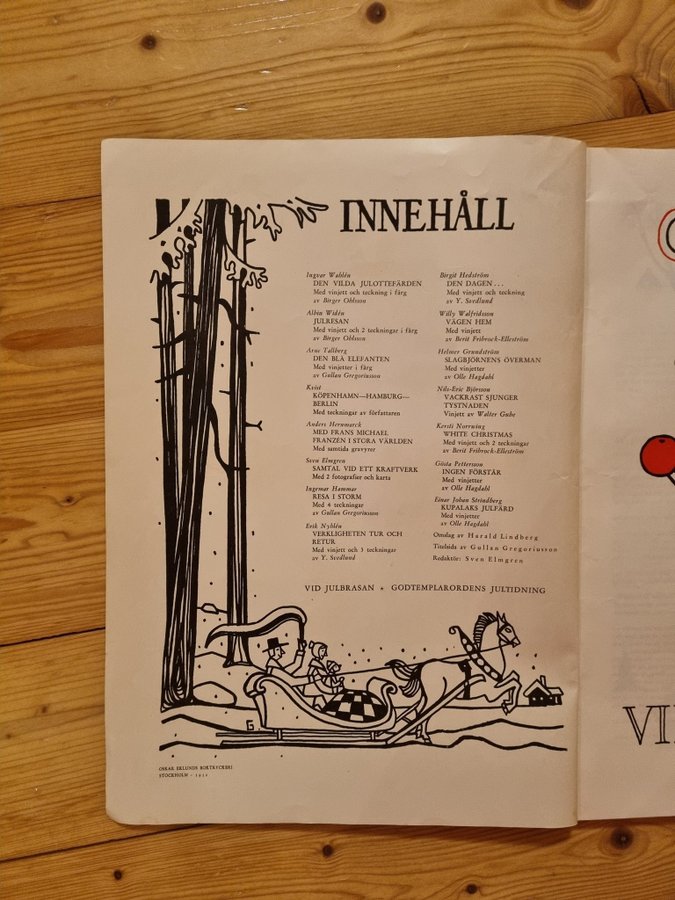 INNEHÅLL
Ingvar Wahlén
DEN VILDA JULOTTEFÄRDEN
Med vinjett och teckning i färg
av Birger Ohlsson
Albin Widén
JULRESAN
Med vinjett och 2 teckningar i färg
av Birger Ohlsson
Arne Tallberg
DEN BLÅ ELEFANTEN
Med vinjetter i färg
av Gullan Gregoriusson
Kvist
KÖPENHAMN—HAMBURG—
BERLIN
Med teckningar av författaren
Anders Hernmarck
MED FRANS MICHAEL
FRANZÉN I STORA VÄRLDEN
Med samtida gravyrer
Sven Elmgren
SAMTAL VID ETT KRAFTVERK
Med 2 fotografier och karta
Ingemar Hammar
RESA I STORM
Med 4 teckningar
av Gullan Gregoriusson
Erik Nyhlén
VERKLIGHETEN TUR OCH
RETUR
Med vinjett och 3 teckningar
av Y. Svedlund
Birgit Hedström
DEN DAGEN . . .
Med vinjett och teckning
av Y. Svedlund
Willy Walfridsson
VÄGEN HEM
Med vinjett
av Berit Fribrock-Elleström
Helmer Grundström
SLAGBJÖRNENS ÖVERMAN
Med vinjetter
av Olle Hagdahl
Nils-Eric Björsson
VACKRAST SJUNGER
TYSTNADEN
Vinjett av Walter Gube
Kersti Norrning
WHITE CHRISTMAS
Med vinjett och 2 teckningar
av Berit Fribrock-Elleström
Gösta Pettersson
INGEN FÖRSTÅR
Med vinjetter
av Olle Hagdahl
Einar Johan Strindberg
KUPALAKS JULFÄRD
Med vinjetter
av Olle Hagdahl
Omslag av Harald Lindberg
Titelsida av Gullan Gregoriusson
Redaktör: Sven Elmgren
VID JULBRASAN ★ GODTEMPLARORDENS JULTIDNING
G
OSKAR EKLUNDS BOKTRYCKERI
STOCKHOLM -
VI